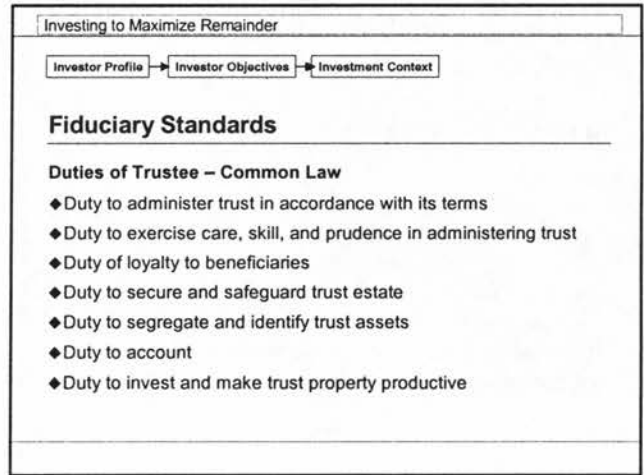 Investing to Maximize Remainder
Investor Profile → Investor Objectives → Investment Context
Fiduciary Standards
Duties of Trustee – Common Law
◆Duty to administer trust in accordance with its terms
◆Duty to exercise care, skill, and prudence in administering trust
◆Duty of loyalty to beneficiaries
◆Duty to secure and safeguard trust estate
◆Duty to segregate and identify trust assets
◆Duty to account
◆Duty to invest and make trust property productive